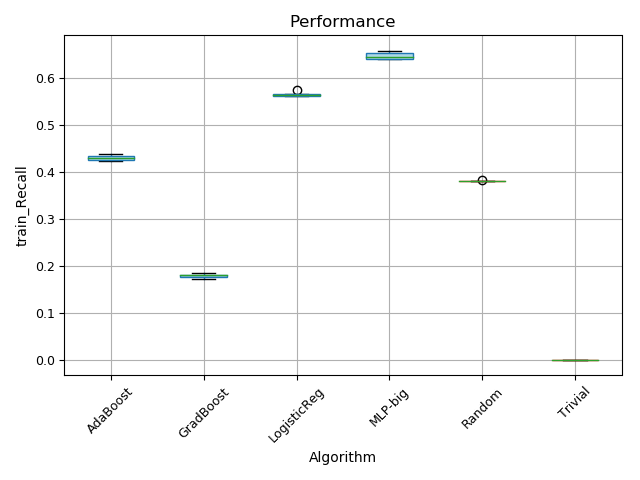 Performance
train_Recall
0.6
0.5
0.4
0.3
0.2
0.1
0.0
AdaBoost
GradBoost
LogisticReg
MLP-big
Random
Trivial
Algorithm